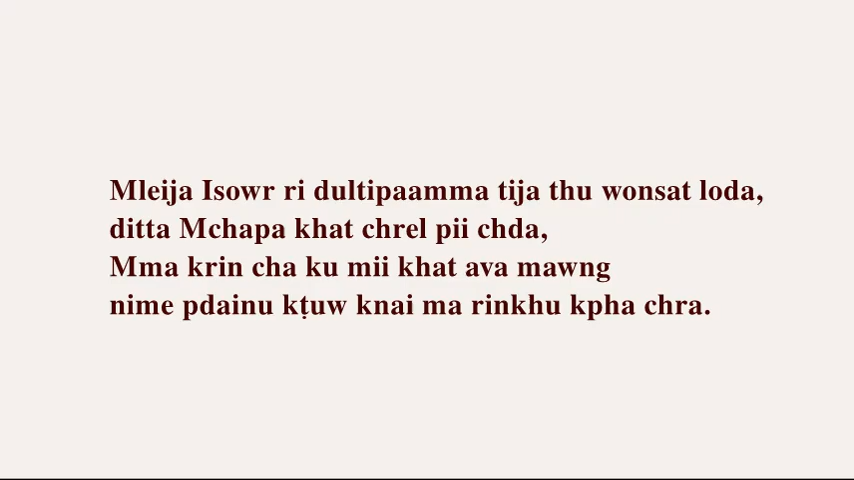 Mleija Isowr ri dultipaamma tija thu wonsat loda,
ditta Mchapa khat chrel pii chda,
Mma krin cha ku mii khat ava mawng
nime pdainu kṭuw knai ma rinkhu kpha chra.